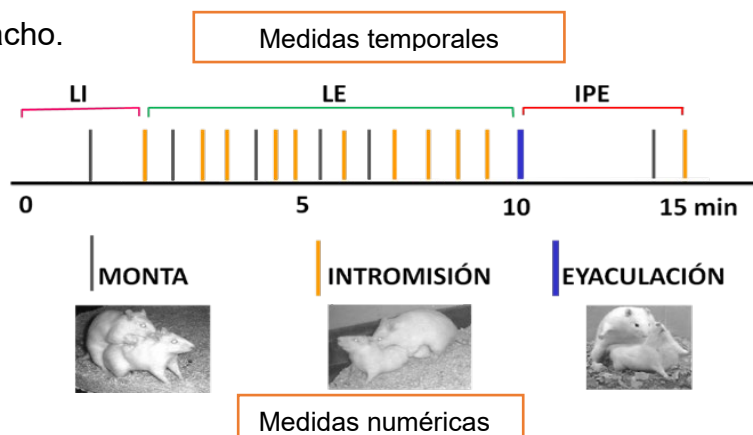 acho.
Medidas temporales
LI LE IPE
0 5 10 15 min
MONTA INTROMISIÓN EYACULACIÓN
Medidas numéricas